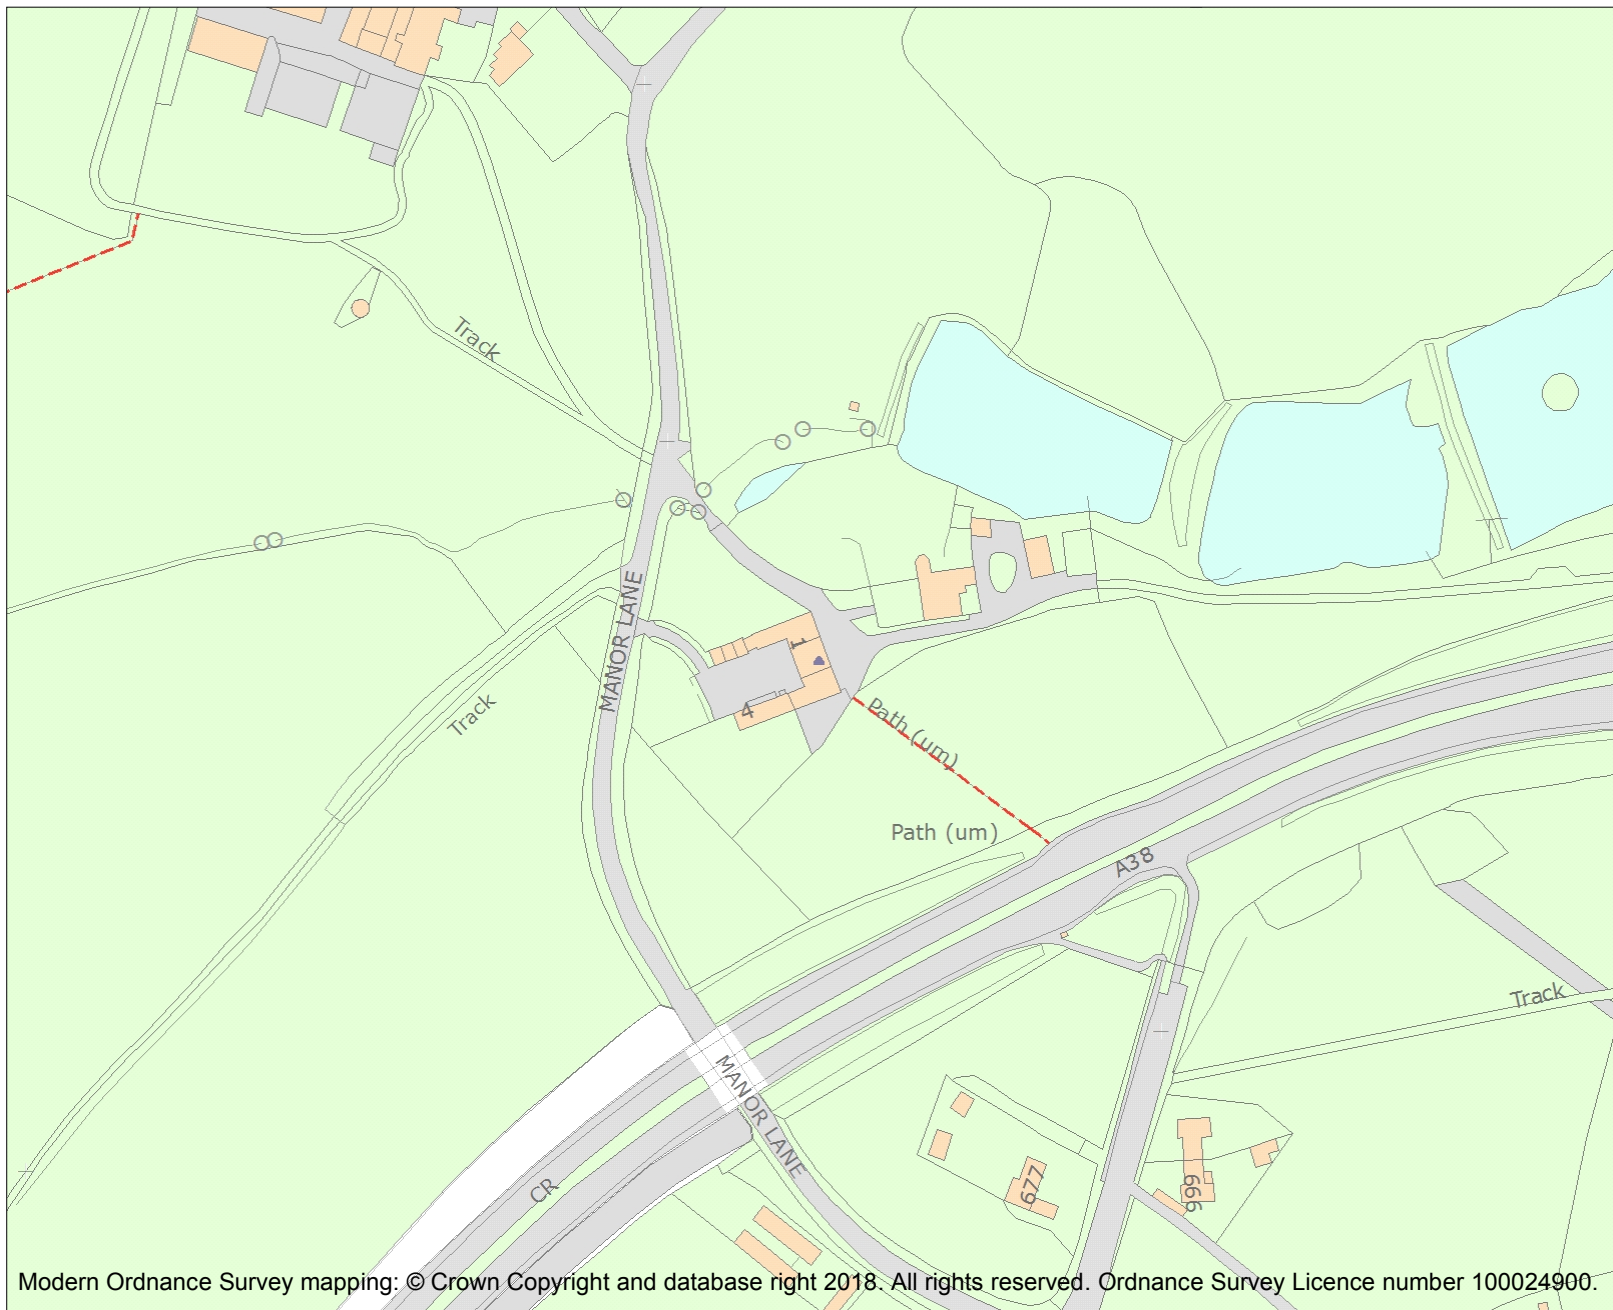 Track
MANOR LANE
1
4
Track
Path (um)
Path (um)
A38
Track
MANOR LANE
CR
677
666
Modern Ordnance Survey mapping: © Crown Copyright and database right 2018. All rights reserved. Ordnance Survey Licence number 100024900.